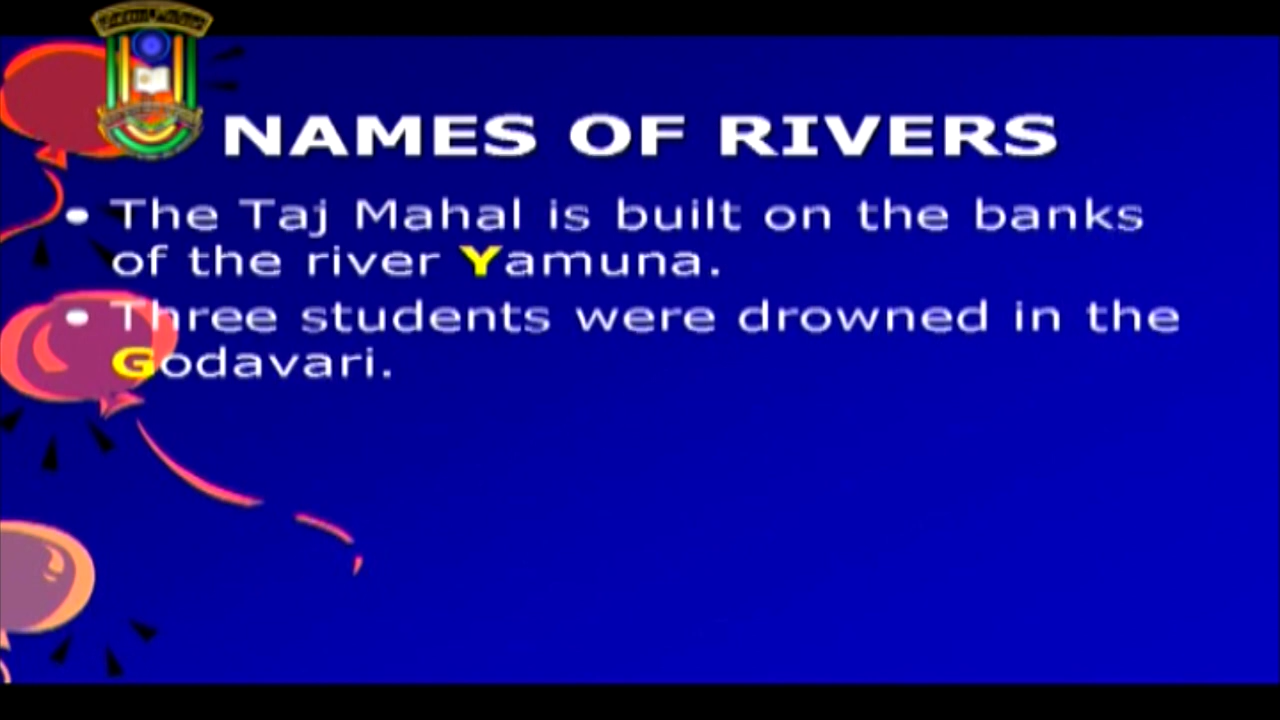 NAMES OF RIVERS
• The Taj Mahal is built on the banks
of the river Yamuna.
• Three students were drowned in the
Godavari.